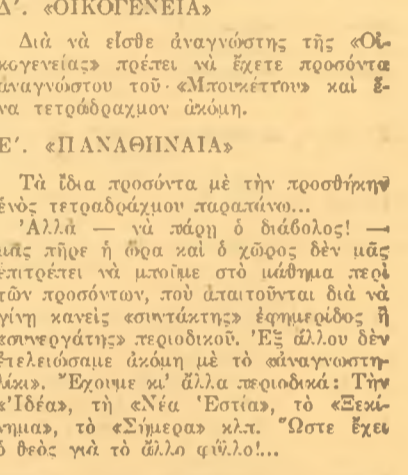 Δ΄. «ΟΙΚΟΓΕΝΕΙΑ»
Διὰ νὰ εἶσθε ἀναγνώστης τῆς «Οἰ-
κογενείας» πρέπει νὰ ἔχετε προσόντα
ἀναγνώστου τοῦ «Μπουκέττου» καὶ ἕ-
να τετράδραχμον ἀκόμη.
Ε΄. «ΠΑΝΑΘΗΝΑΙΑ»
Τὰ ἴδια προσόντα μὲ τὴν προσθήκην
ἑνὸς τετραδράχμου παραπάνω...
Ἀλλὰ — νὰ πάρῃ ὁ διάβολος! —
μᾶς πῆρε ἡ ὥρα καὶ ὁ χῶρος δὲν μᾶς
ἐπιτρέπει νὰ μποῦμε στὸ μάθημα περὶ
τῶν προσόντων, ποὺ ἀπαιτοῦνται διὰ νὰ
γίνῃ κανεὶς «σιντάκτης» ἐφημερίδος ἢ
«σινεργάτης» περιοδικοῦ. Ἐξ ἄλλου δὲν
ἐτελειώσαμε ἀκόμη μὲ τὸ «ἀναγνωστη-
λίκι». Ἔχουμε κι' ἄλλα περιοδικά: Τὴν
«Ἰδέα», τὴ «Νέα Ἑστία», τὸ «Ξεκί-
νημα», τὸ «Σήμερα» κλπ. Ὥστε ἔχει
ὁ θεὸς γιὰ τὸ ἄλλο φύλλο!...